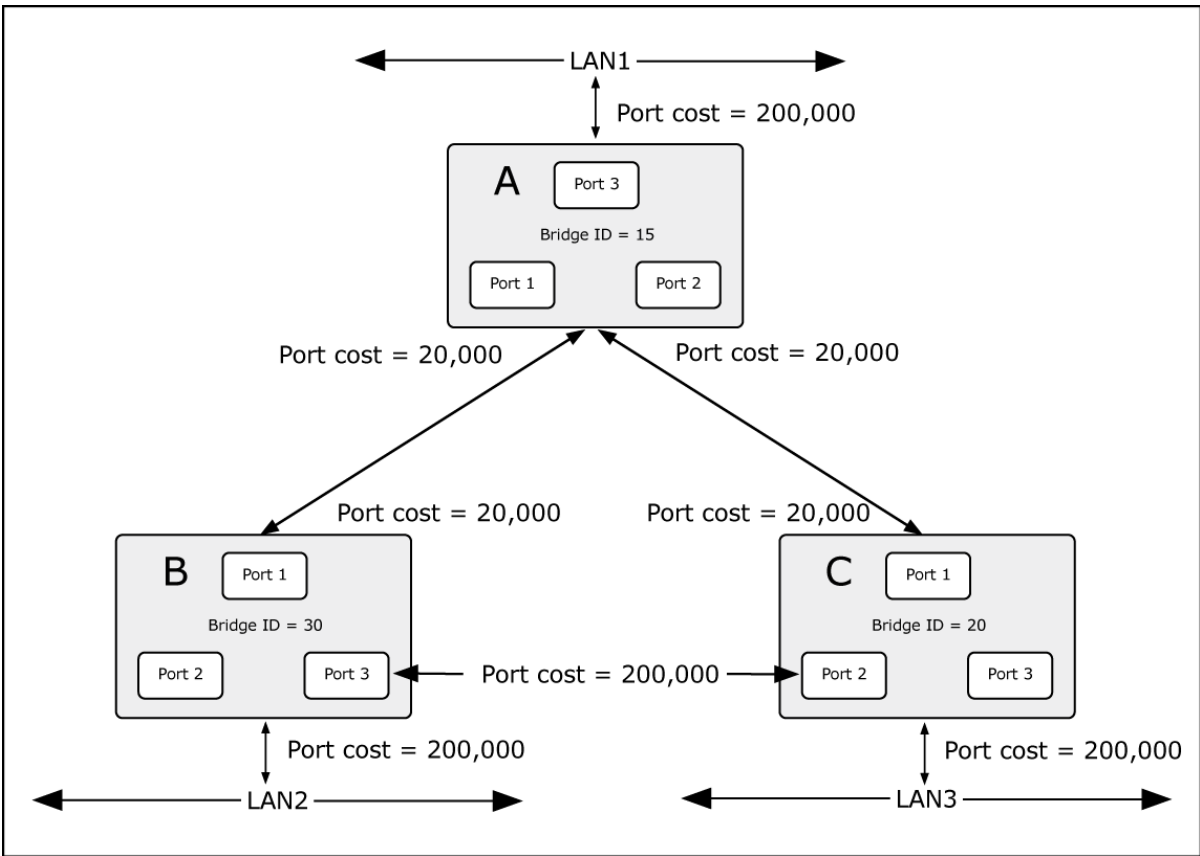 LAN1
Port cost = 200,000
A
Port 3
Bridge ID = 15
Port 1
Port 2
Port cost = 20,000
Port cost = 20,000
Port cost = 20,000
Port cost = 20,000
B
Port 1
Bridge ID = 30
Port 2
Port 3
Port cost = 200,000
C
Port 1
Bridge ID = 20
Port 2
Port 3
Port cost = 200,000
LAN2
Port cost = 200,000
LAN3